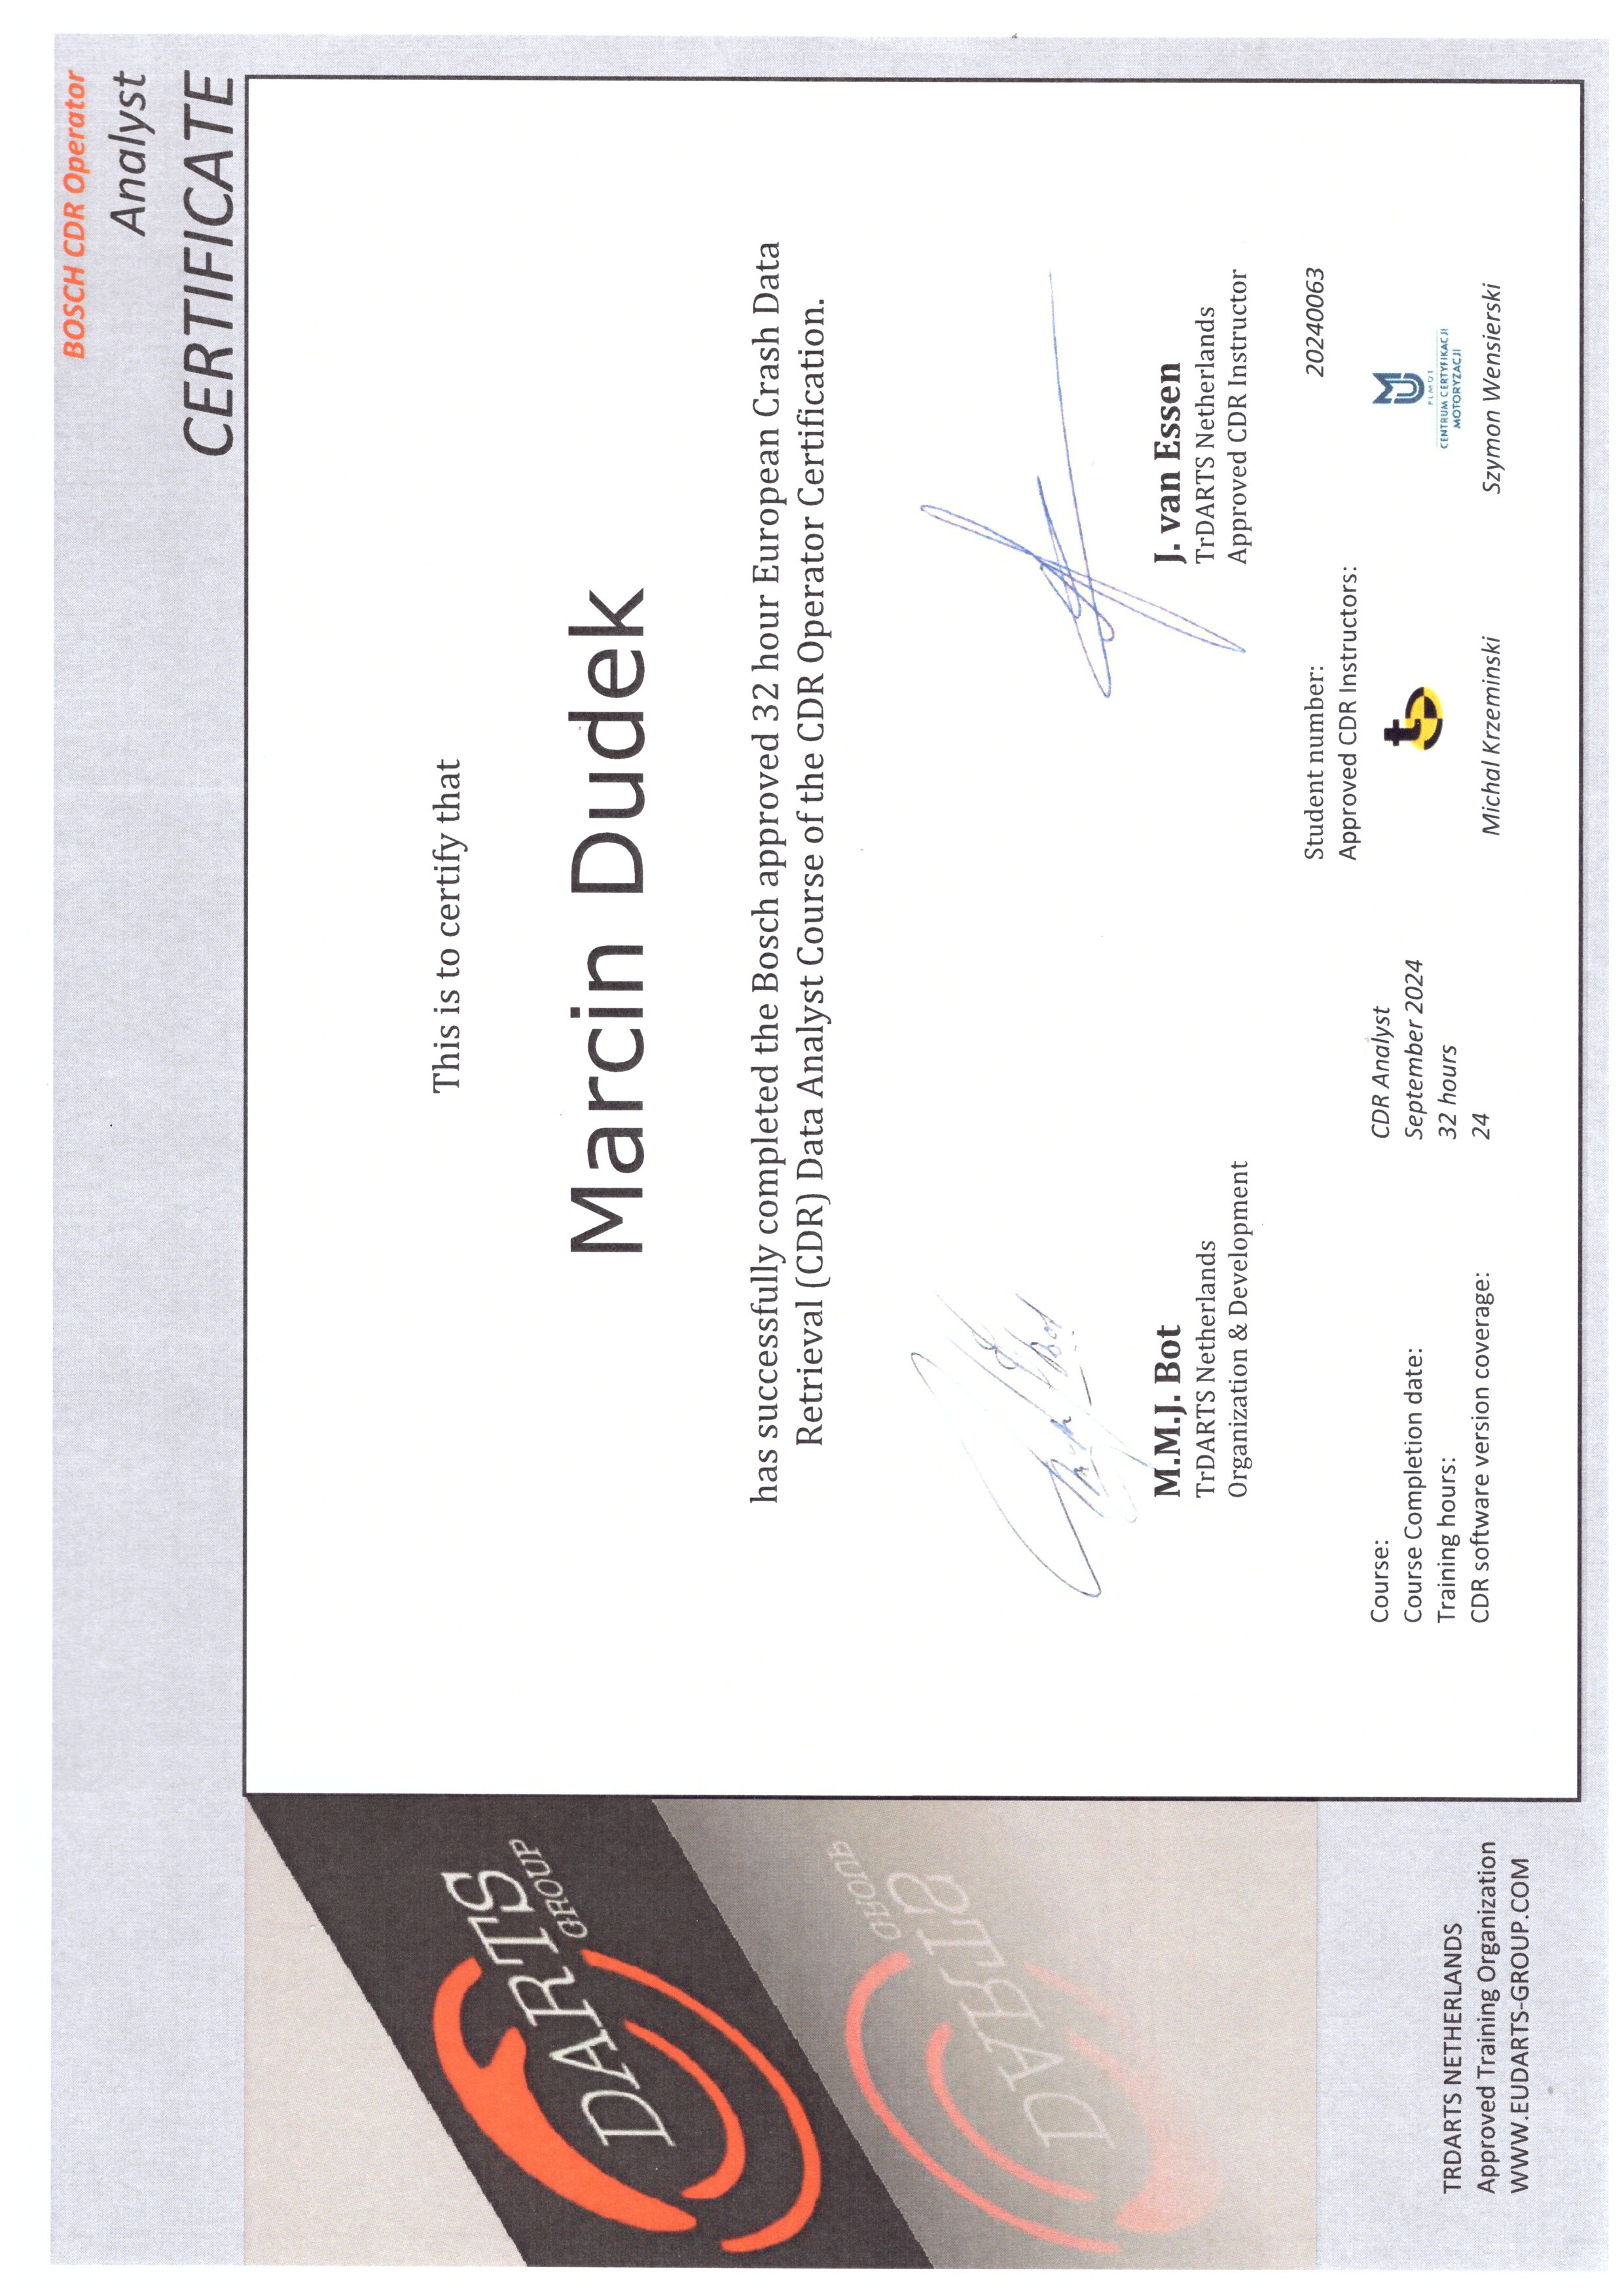 BOSCH CDR Operator
Analyst
CERTIFICATE
DARTS
GROUP
This is to certify that
Marcin Dudek
has successfully completed the Bosch approved 32 hour European Crash Data
Retrieval (CDR) Data Analyst Course of the CDR Operator Certification.
M.M.J. Bot
TrDARTS Netherlands
Organization & Development
J. van Essen
TrDARTS Netherlands
Approved CDR Instructor
Student number: 20240063
Approved CDR Instructors:
Course: CDR Analyst
Course Completion date: September 2024
Training hours: 32 hours
CDR software version coverage: 24
PIMOT
CENTRUM CERTYFIKACJI
MOTORYZACJI
Michal Krzeminski
Szymon Wensierski
TRDARTS NETHERLANDS
Approved Training Organization
WWW.EUDARTS-GROUP.COM